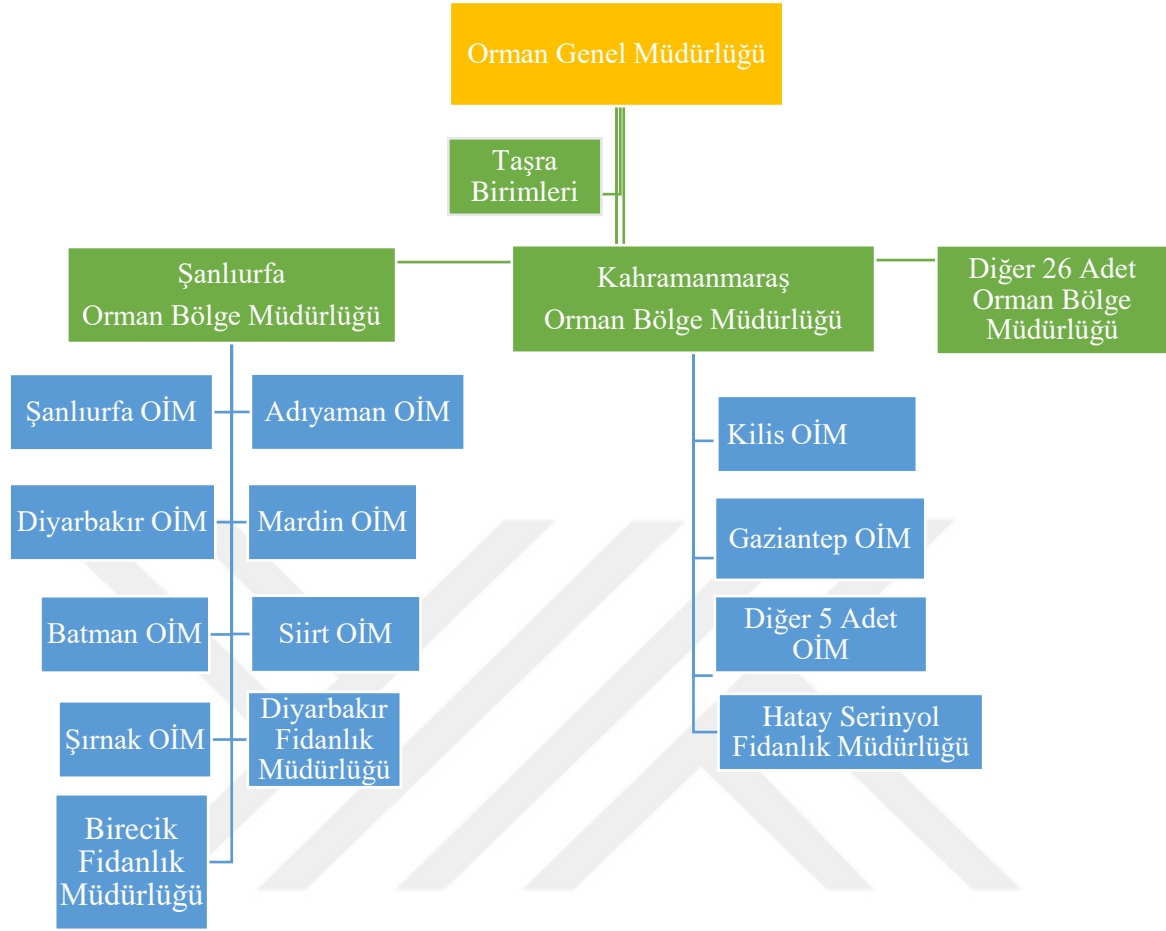 Orman Genel Müdürlüğü
Taşra
Birimleri
Şanlıurfa
Orman Bölge Müdürlüğü
Kahramanmaraş
Orman Bölge Müdürlüğü
Diğer 26 Adet
Orman Bölge
Müdürlüğü
Şanlıurfa OİM
Adıyaman OİM
Diyarbakır OİM
Mardin OİM
Batman OİM
Siirt OİM
Şırnak OİM
Diyarbakır
Fidanlık
Müdürlüğü
Birecik
Fidanlık
Müdürlüğü
Kilis OİM
Gaziantep OİM
Diğer 5 Adet
OİM
Hatay Serinyol
Fidanlık Müdürlüğü